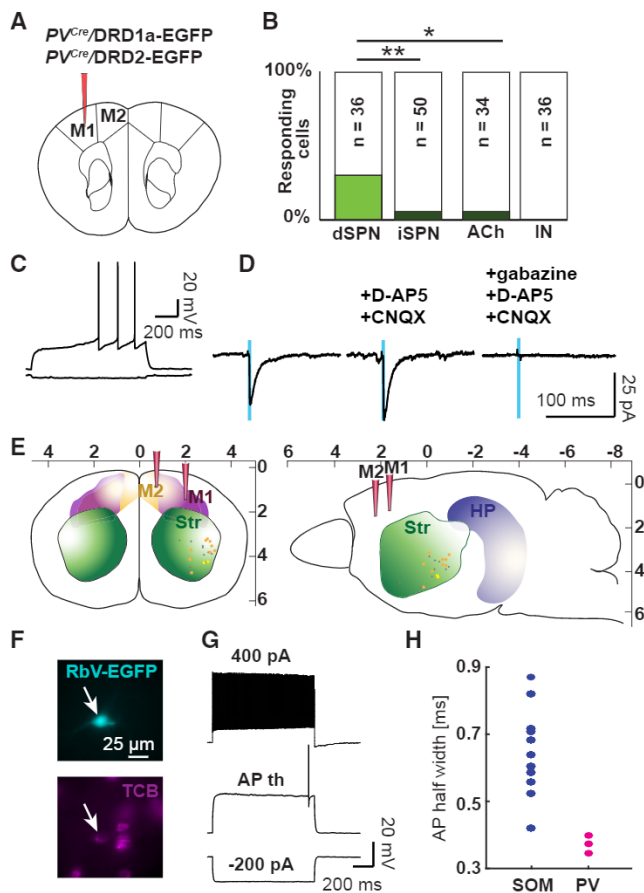 A
PVCre/DRD1a-EGFP
PVCre/DRD2-EGFP
M1
M2
B
*
**
100%
Responding
cells
0%
n = 36
n = 50
n = 34
n = 36
dSPN
iSPN
ACh
IN
C
20 mV
200 ms
D
+D-AP5
+CNQX
+gabazine
+D-AP5
+CNQX
25 pA
100 ms
E
4 2 0 2 4
0
2
4
6
M2
M1
Str
6 4 2 0 -2 -4 -6 -8
0
2
4
6
M2
M1
Str
HP
F
RbV-EGFP
25 µm
TCB
G
400 pA
AP th
-200 pA
20 mV
200 ms
H
AP half width [ms]
0.9
0.7
0.5
0.3
SOM
PV